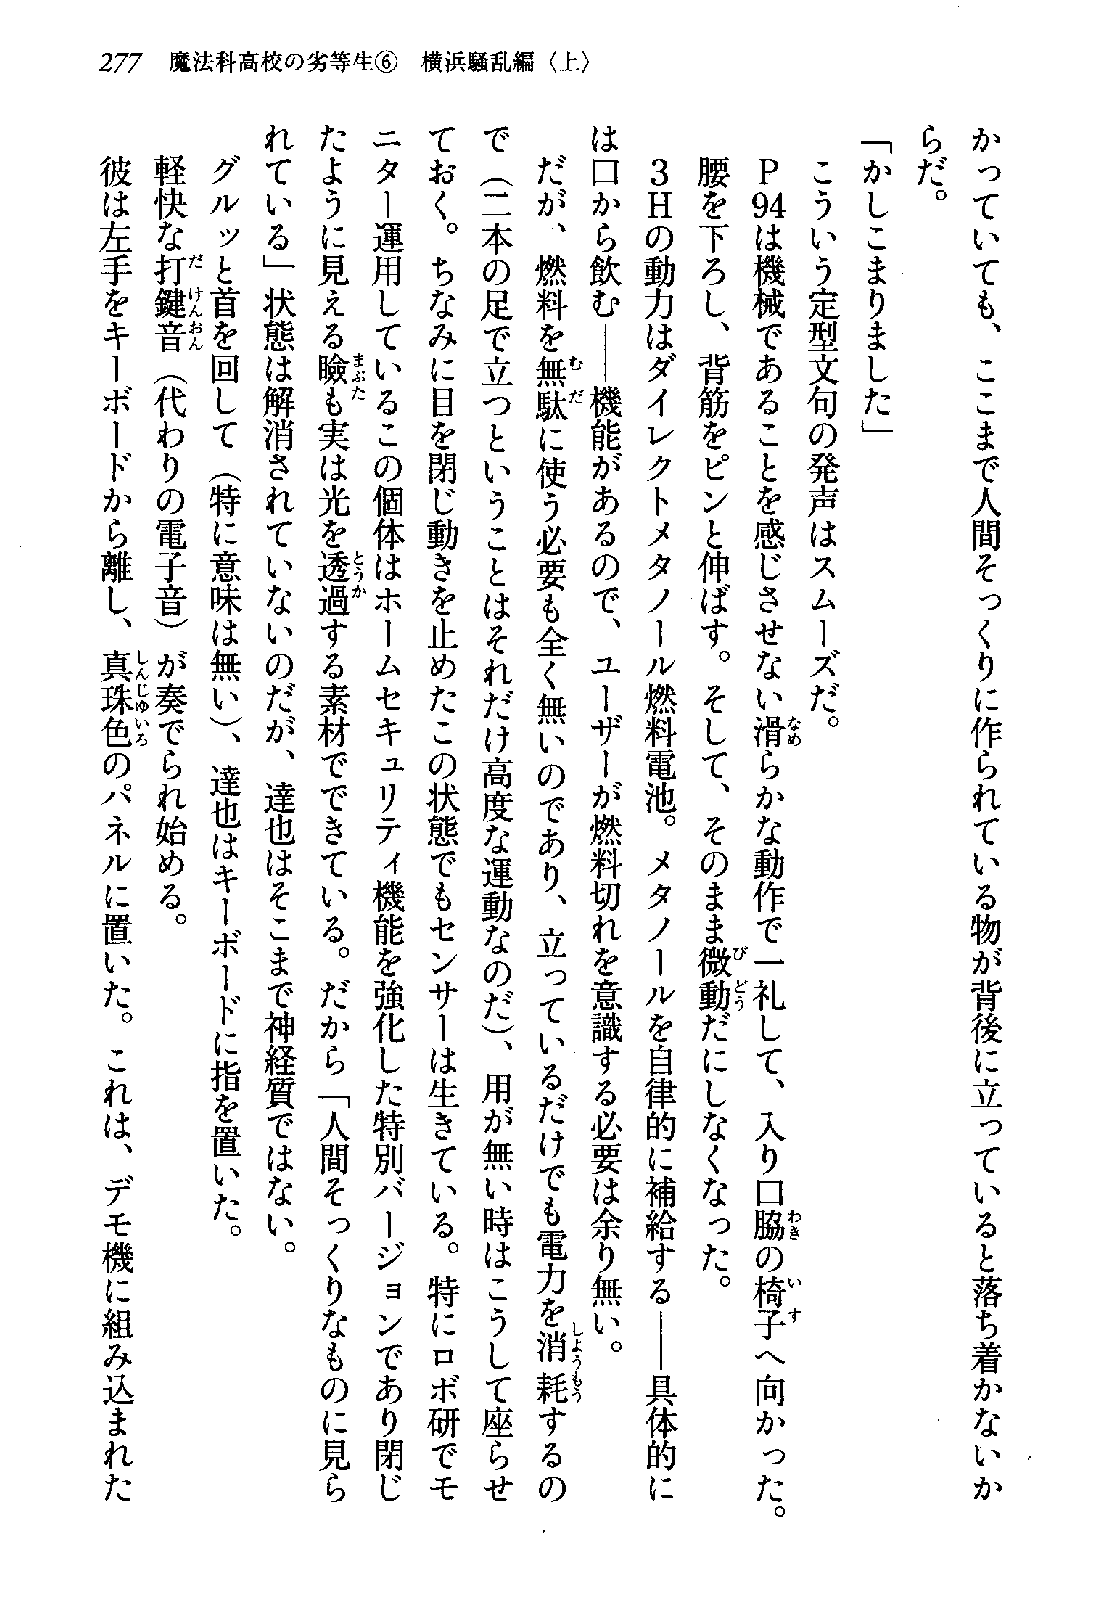 277　魔法科高校の劣等生⑥　横浜騒乱編〈上〉
かっていても、ここまで人間そっくりに作られている物が背後に立っていると落ち着かないか
らだ。
「かしこまりました」
こういう定型文句の発声はスムーズだ。
P94は機械であることを感じさせない滑らかな動作で一礼して、入り口脇の椅子へ向かった。
腰を下ろし、背筋をピンと伸ばす。そして、そのまま微動だにしなくなった。
3Hの動力はダイレクトメタノール燃料電池。メタノールを自律的に補給する――具体的に
は口から飲む――機能があるので、ユーザーが燃料切れを意識する必要は余り無い。
だが、燃料を無駄に使う必要も全く無いのであり、立っているだけでも電力を消耗するの
で（二本の足で立つということはそれだけ高度な運動なのだ）、用が無い時はこうして座らせ
ておく。ちなみに目を閉じ動きを止めたこの状態でもセンサーは生きている。特にロボ研でモ
ニター運用しているこの個体はホームセキュリティ機能を強化した特別バージョンであり閉じ
たように見える瞼も実は光を透過する素材でできている。だから「人間そっくりなものに見ら
れている」状態は解消されていないのだが、達也はそこまで神経質ではない。
グルッと首を回して（特に意味は無い）、達也はキーボードに指を置いた。
軽快な打鍵音（代わりの電子音）が奏でられ始める。
彼は左手をキーボードから離し、真珠色のパネルに置いた。これは、デモ機に組み込まれた